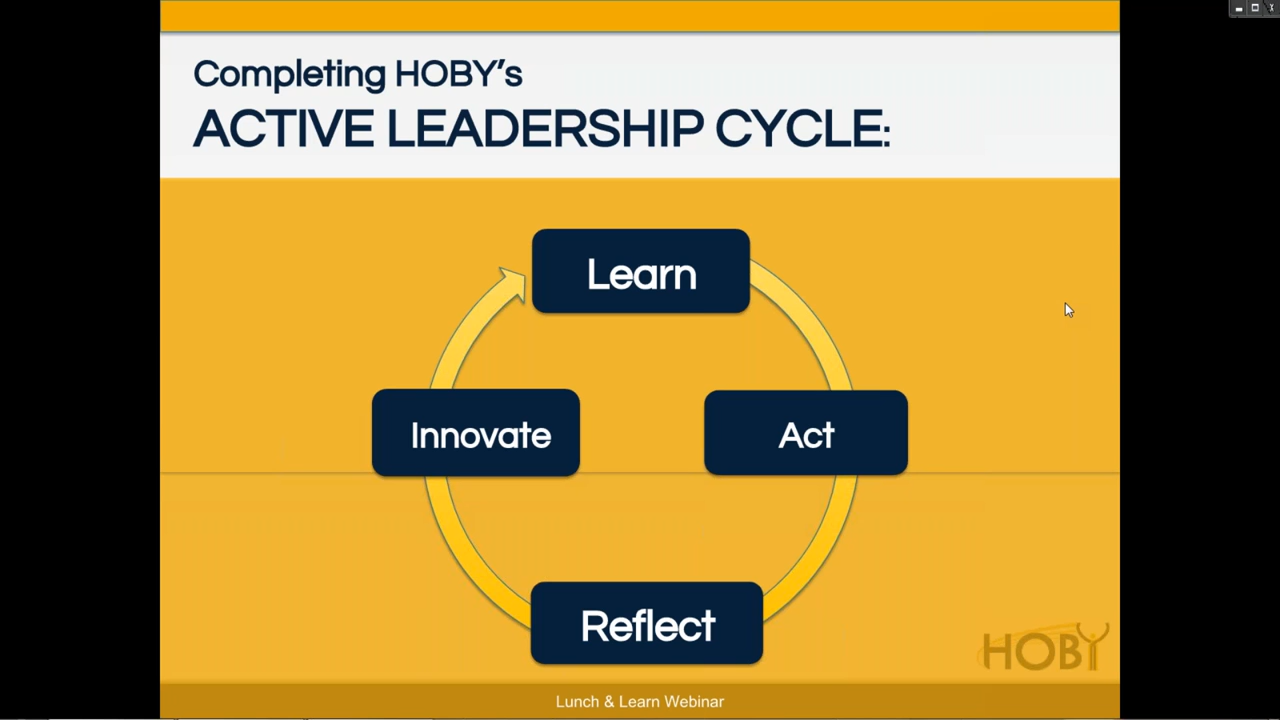 Completing HOBY's
ACTIVE LEADERSHIP CYCLE:
Learn
Innovate
Act
Reflect
HOBY
Lunch & Learn Webinar